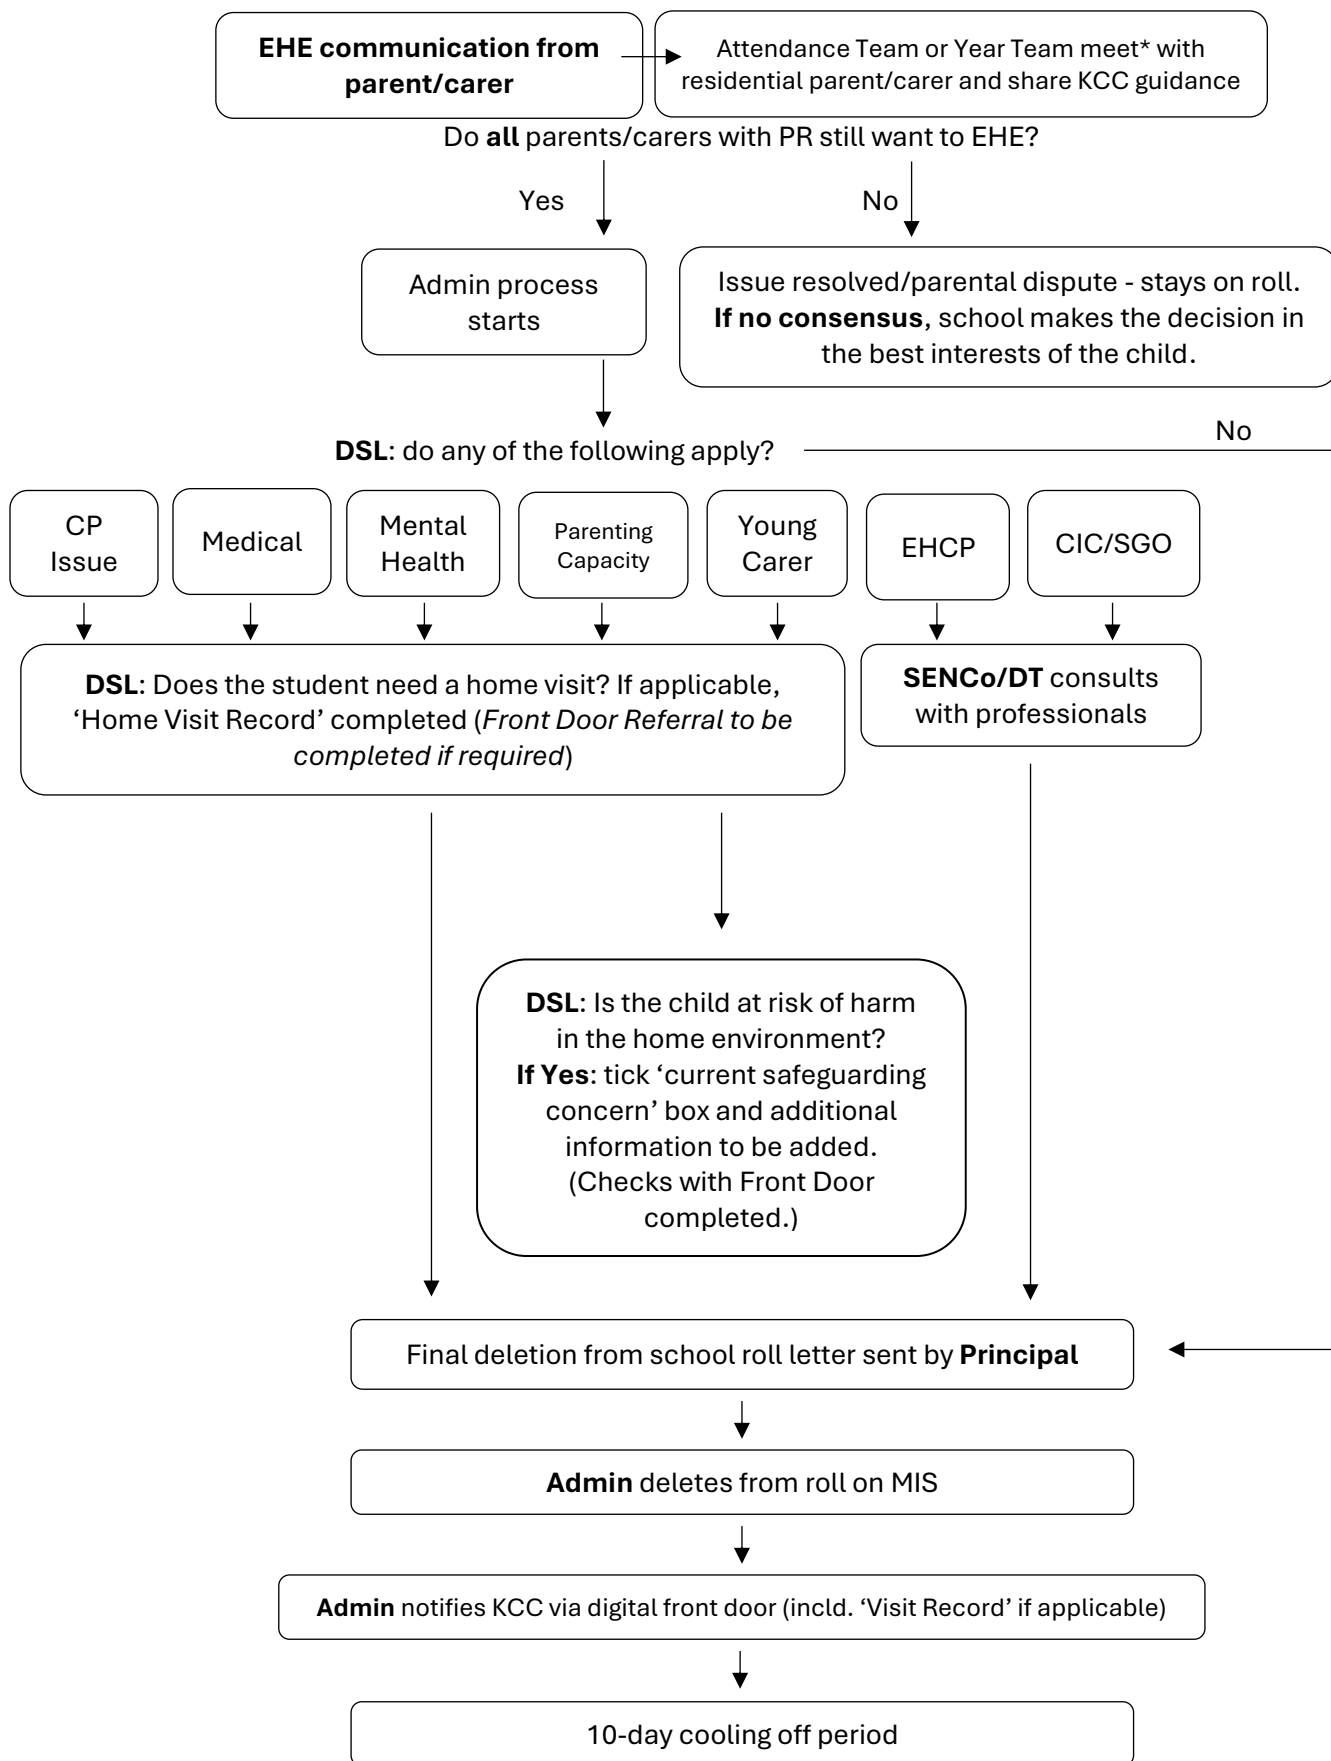 EHE communication from
parent/carer
Attendance Team or Year Team meet* with
residential parent/carer and share KCC guidance
Do all parents/carers with PR still want to EHE?
Yes
No
Admin process
starts
Issue resolved/parental dispute - stays on roll.
If no consensus, school makes the decision in
the best interests of the child.
DSL: do any of the following apply?
No
CP
Issue
Medical
Mental
Health
Parenting
Capacity
Young
Carer
EHCP
CIC/SGO
DSL: Does the student need a home visit? If applicable,
‘Home Visit Record’ completed (Front Door Referral to be
completed if required)
SENCo/DT consults
with professionals
DSL: Is the child at risk of harm
in the home environment?
If Yes: tick ‘current safeguarding
concern’ box and additional
information to be added.
(Checks with Front Door
completed.)
Final deletion from school roll letter sent by Principal
Admin deletes from roll on MIS
Admin notifies KCC via digital front door (incld. ‘Visit Record’ if applicable)
10-day cooling off period